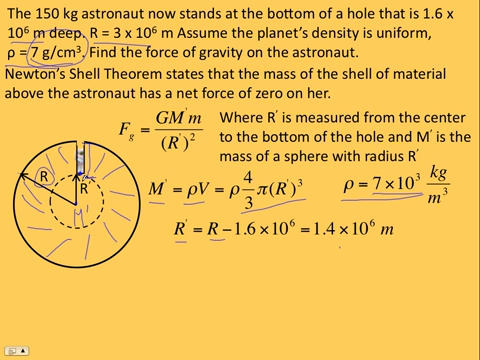 The 150 kg astronaut now stands at the bottom of a hole that is 1.6 x
10⁶ m deep. R = 3 x 10⁶ m Assume the planet's density is uniform,
ρ = 7 g/cm³. Find the force of gravity on the astronaut.
Newton's Shell Theorem states that the mass of the shell of material
above the astronaut has a net force of zero on her.
F_g = GM'm / (R')²
Where R' is measured from the center
to the bottom of the hole and M' is the
mass of a sphere with radius R'
R
R'
M'
M' = ρV = ρ 4/3 π(R')³
ρ = 7×10³ kg/m³
R' = R − 1.6×10⁶ = 1.4×10⁶ m